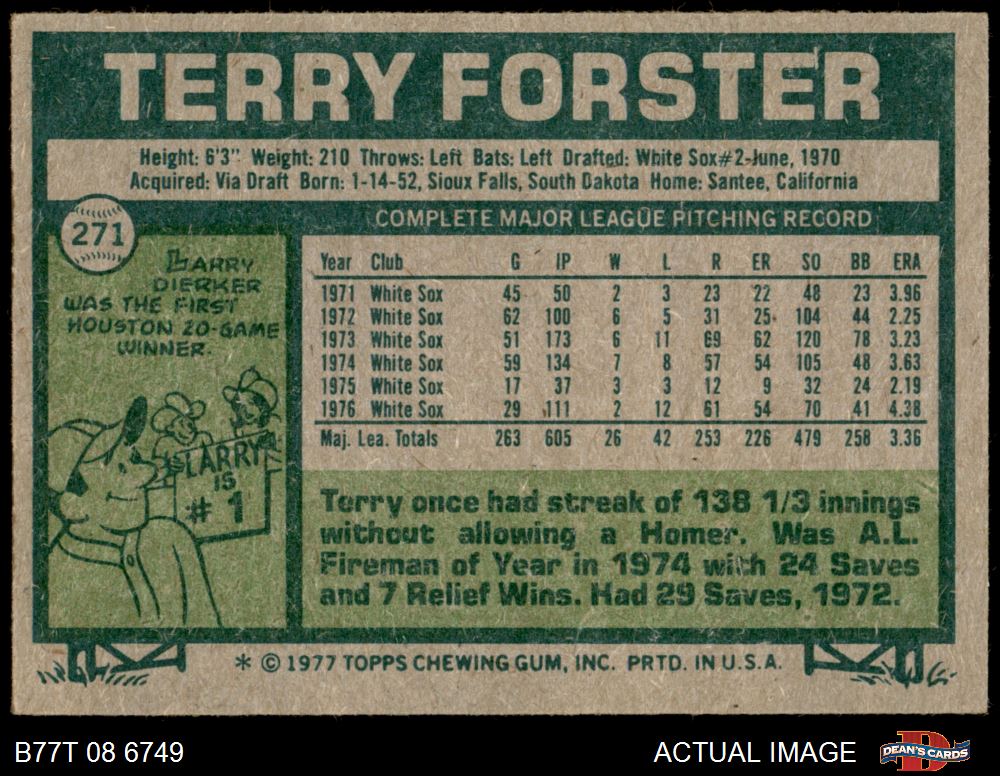 TERRY FORSTER
Height: 6'3" Weight: 210 Throws: Left Bats: Left Drafted: White Sox#2-June, 1970
Acquired: Via Draft Born: 1-14-52, Sioux Falls, South Dakota Home: Santee, California
271
LARRY
DIERKER
WAS THE FIRST
HOUSTON 20-GAME
WINNER.
LARRY
IS
# 1
COMPLETE MAJOR LEAGUE PITCHING RECORD
Year Club G IP W L R ER SO BB ERA
1971 White Sox 45 50 2 3 23 22 48 23 3.96
1972 White Sox 62 100 6 5 31 25 104 44 2.25
1973 White Sox 51 173 6 11 69 62 120 78 3.23
1974 White Sox 59 134 7 8 57 54 105 48 3.63
1975 White Sox 17 37 3 3 12 9 32 24 2.19
1976 White Sox 29 111 2 12 61 54 70 41 4.38
Maj. Lea. Totals 263 605 26 42 253 226 479 258 3.36
Terry once had streak of 138 1/3 innings
without allowing a Homer. Was A.L.
Fireman of Year in 1974 with 24 Saves
and 7 Relief Wins. Had 29 Saves, 1972.
* © 1977 TOPPS CHEWING GUM, INC. PRTD. IN U.S.A.
B77T 08 6749
ACTUAL IMAGE
DEAN'S CARDS